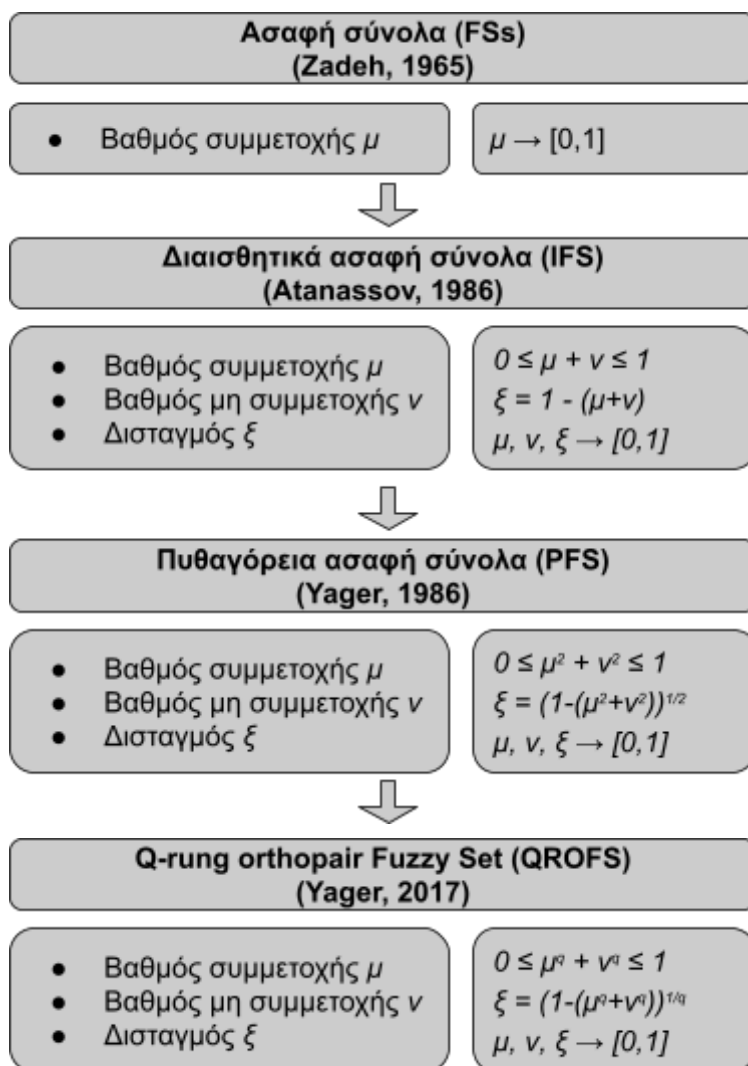 Ασαφή σύνολα (FSs)
(Zadeh, 1965)
● Βαθμός συμμετοχής μ
μ → [0,1]
Διαισθητικά ασαφή σύνολα (IFS)
(Atanassov, 1986)
● Βαθμός συμμετοχής μ
● Βαθμός μη συμμετοχής ν
● Δισταγμός ξ
0 ≤ μ + ν ≤ 1
ξ = 1 - (μ+ν)
μ, ν, ξ → [0,1]
Πυθαγόρεια ασαφή σύνολα (PFS)
(Yager, 1986)
● Βαθμός συμμετοχής μ
● Βαθμός μη συμμετοχής ν
● Δισταγμός ξ
0 ≤ μ² + ν² ≤ 1
ξ = (1-(μ²+ν²))¹ᐟ²
μ, ν, ξ → [0,1]
Q-rung orthopair Fuzzy Set (QROFS)
(Yager, 2017)
● Βαθμός συμμετοχής μ
● Βαθμός μη συμμετοχής ν
● Δισταγμός ξ
0 ≤ μ^q + ν^q ≤ 1
ξ = (1-(μ^q+ν^q))^1/q
μ, ν, ξ → [0,1]